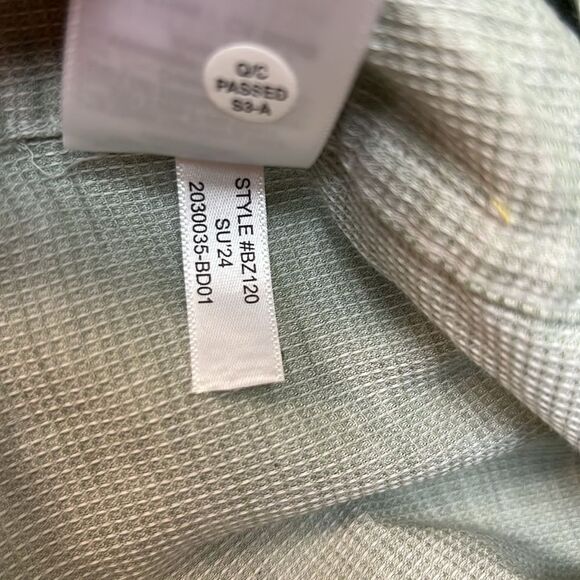 Q/C
PASSED
S3-A
STYLE #BZ120
SU'24
2030035-BD01